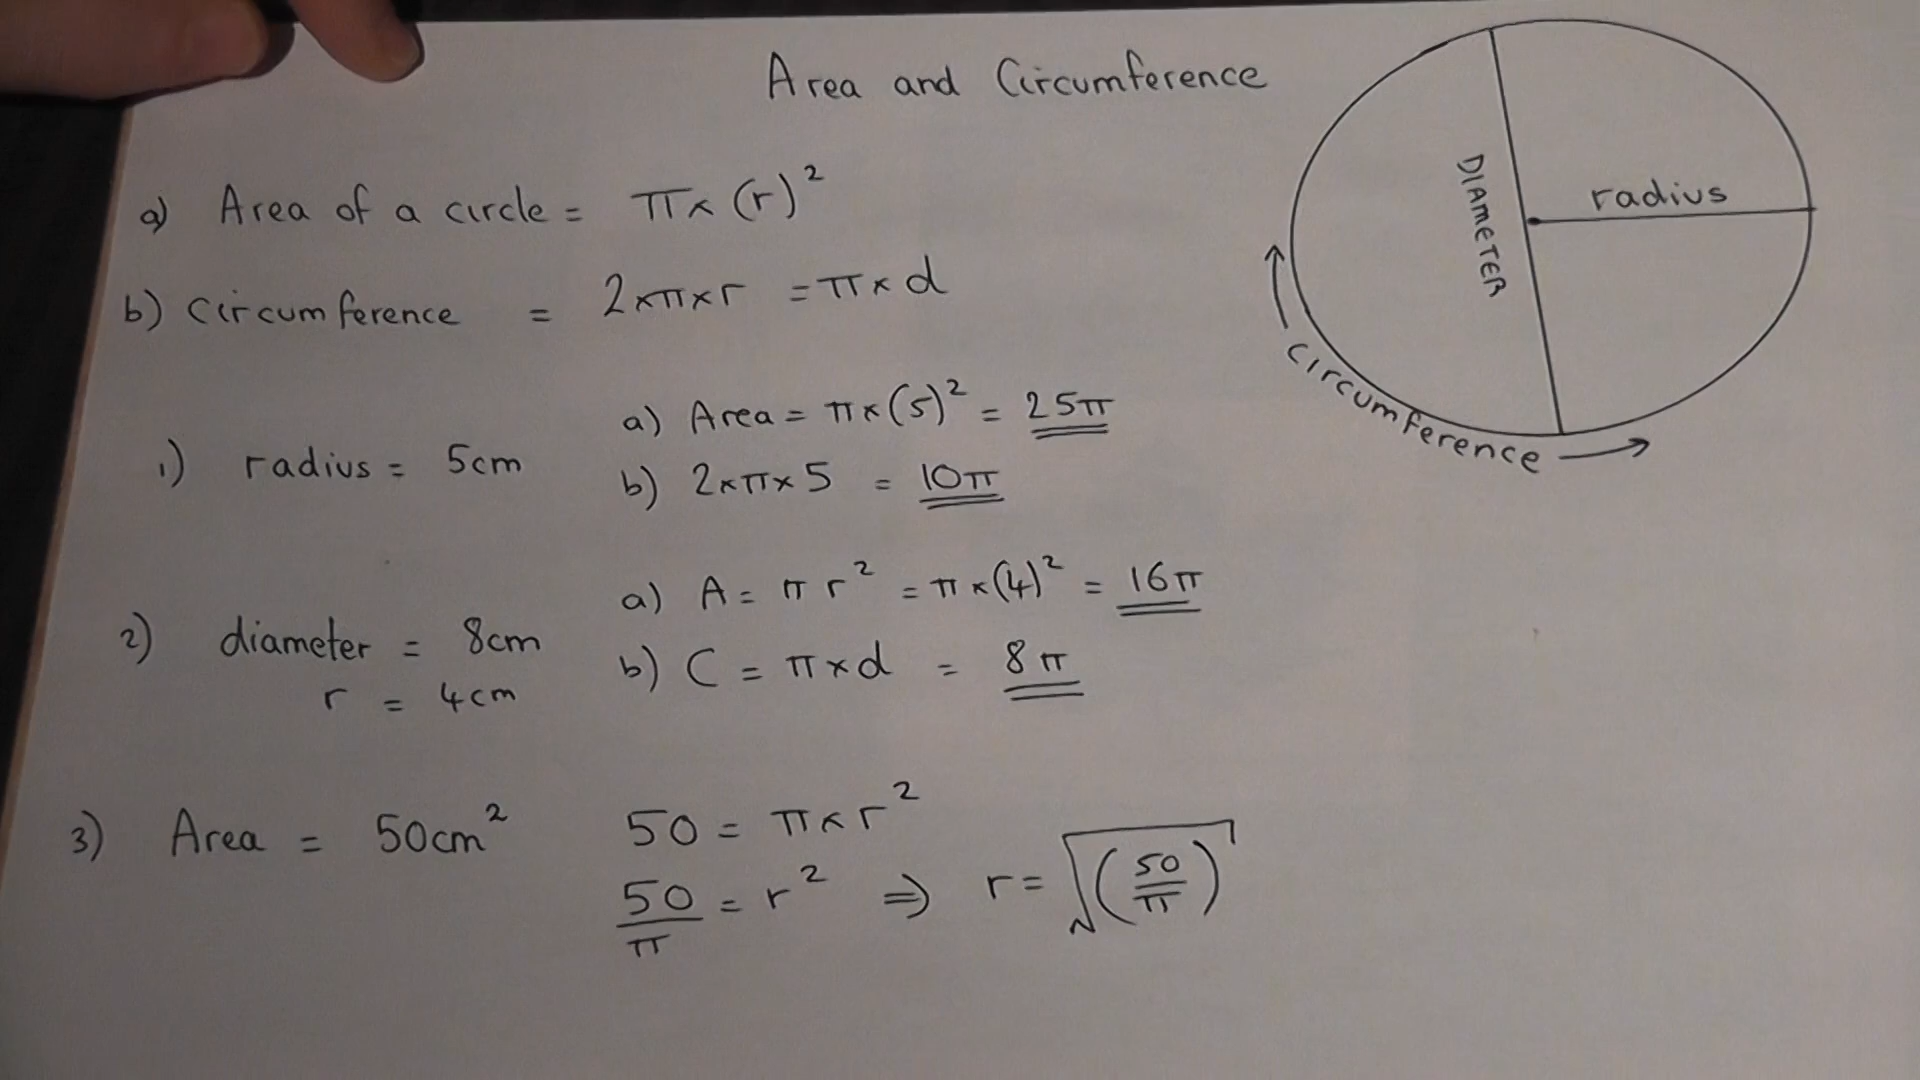 Area and Circumference
a) Area of a circle = π × (r)²
b) circumference = 2×π×r = π × d
DIAMETER
radius
circumference
1) radius = 5cm
a) Area = π × (5)² = 25π
b) 2×π×5 = 10π
2) diameter = 8cm
r = 4cm
a) A = π r² = π × (4)² = 16π
b) C = π × d = 8π
3) Area = 50cm²
50 = π × r²
50/π = r² ⇒ r = √(50/π)